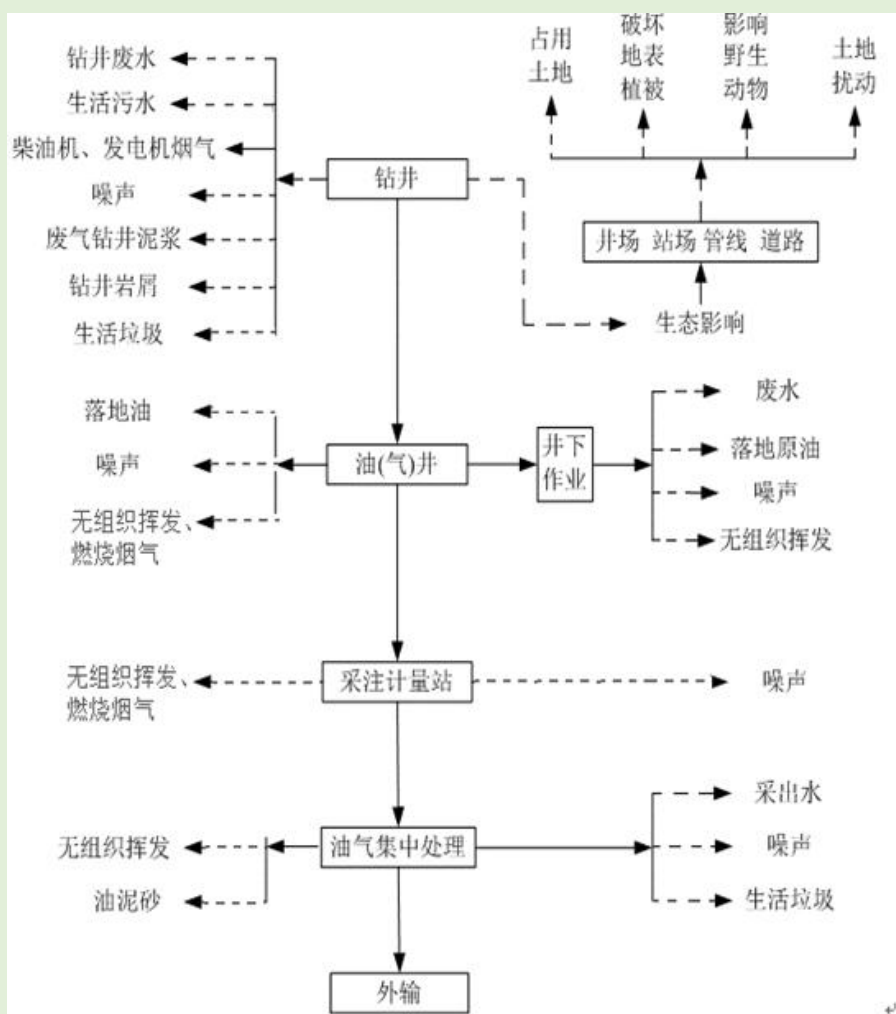 钻井废水
生活污水
柴油机、发电机烟气
噪声
废气钻井泥浆
钻井岩屑
生活垃圾
钻井
占用
土地
破坏
地表
植被
影响
野生
动物
土地
扰动
井场 站场 管线 道路
生态影响
落地油
噪声
无组织挥发、
燃烧烟气
油(气)井
井下
作业
废水
落地原油
噪声
无组织挥发
无组织挥发、
燃烧烟气
采注计量站
噪声
无组织挥发
油泥砂
油气集中处理
采出水
噪声
生活垃圾
外输